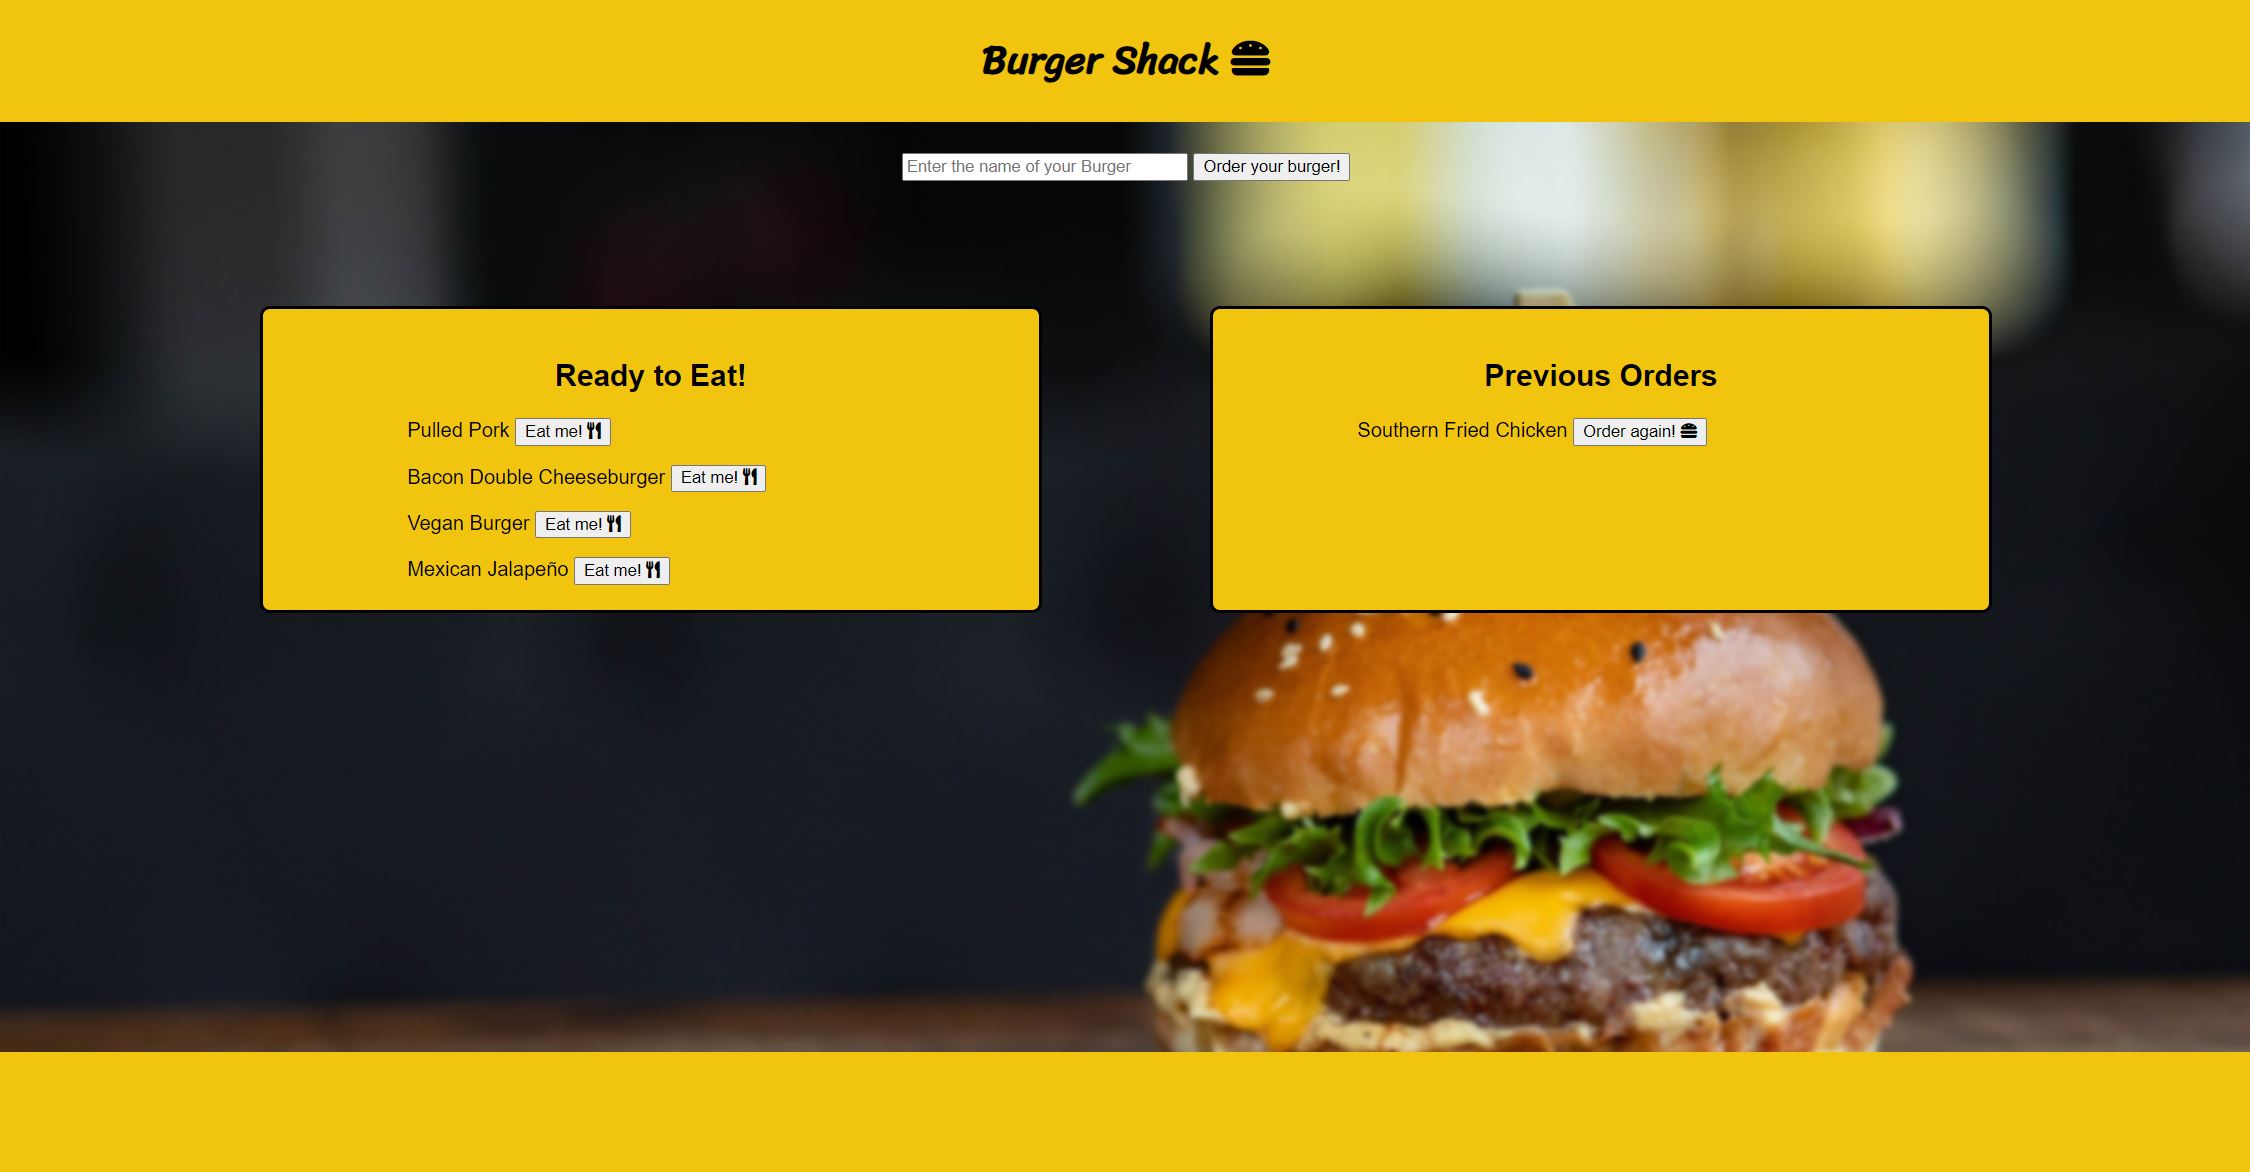 Burger Shack
Enter the name of your Burger Order your burger!
Ready to Eat!
Pulled Pork Eat me!
Bacon Double Cheeseburger Eat me!
Vegan Burger Eat me!
Mexican Jalapeño Eat me!
Previous Orders
Southern Fried Chicken Order again!